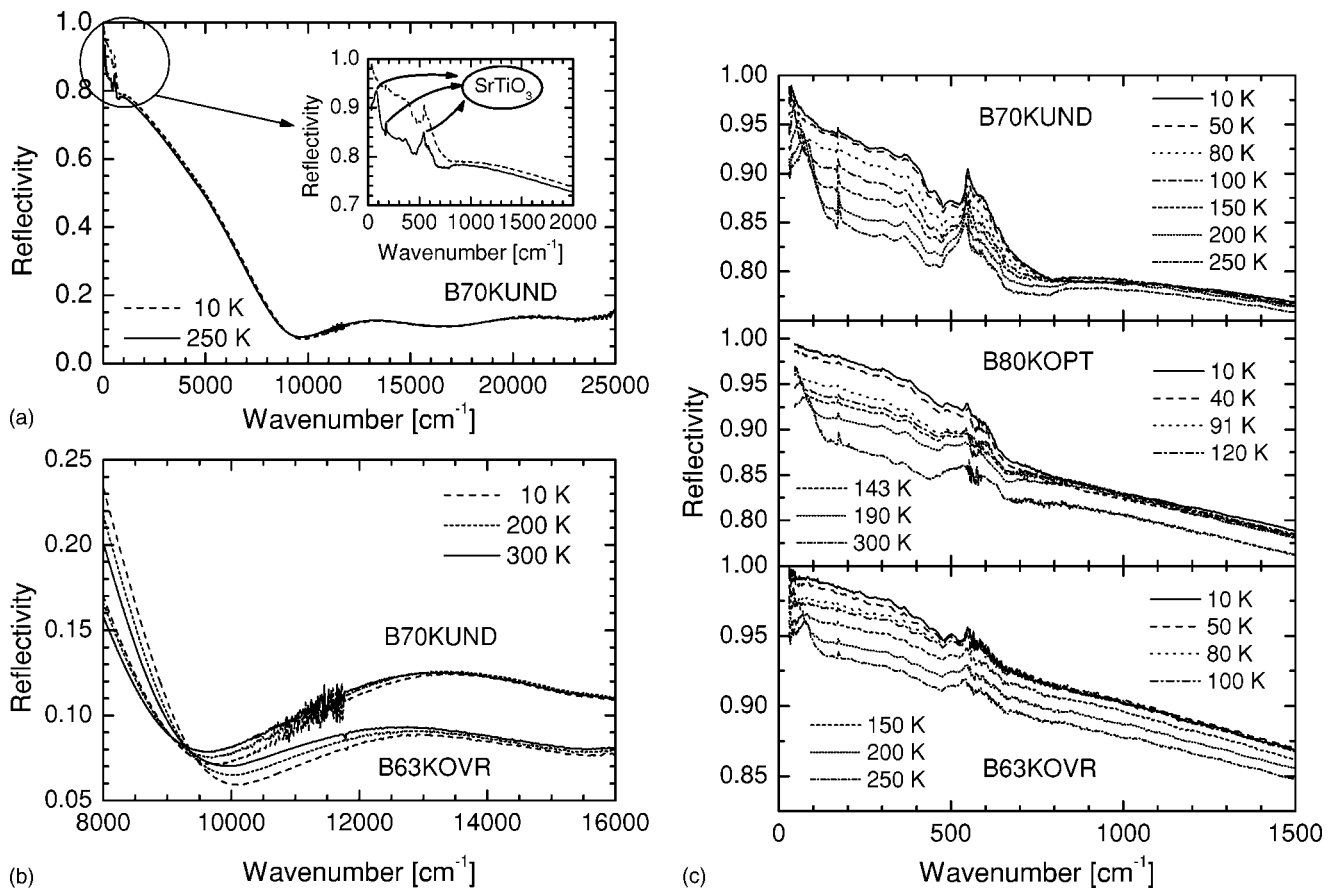 1.0
0.8
0.6
0.4
0.2
0.0
Reflectivity
0
5000
10000
15000
20000
25000
Wavenumber [cm-1]
1.0
0.9
0.8
0.7
Reflectivity
0
500
1000
1500
2000
Wavenumber [cm-1]
SrTiO3
B70KUND
10 K
250 K
(a)
0.25
0.20
0.15
0.10
0.05
Reflectivity
8000
10000
12000
14000
16000
Wavenumber [cm-1]
10 K
200 K
300 K
B70KUND
B63KOVR
(b)
1.00
0.95
0.90
0.85
0.80
B70KUND
10 K
50 K
80 K
100 K
150 K
200 K
250 K
1.00
0.95
0.90
0.85
0.80
Reflectivity
B80KOPT
10 K
40 K
91 K
120 K
143 K
190 K
300 K
1.00
0.95
0.90
0.85
10 K
50 K
80 K
100 K
150 K
200 K
250 K
B63KOVR
0
500
1000
1500
Wavenumber [cm-1]
(c)